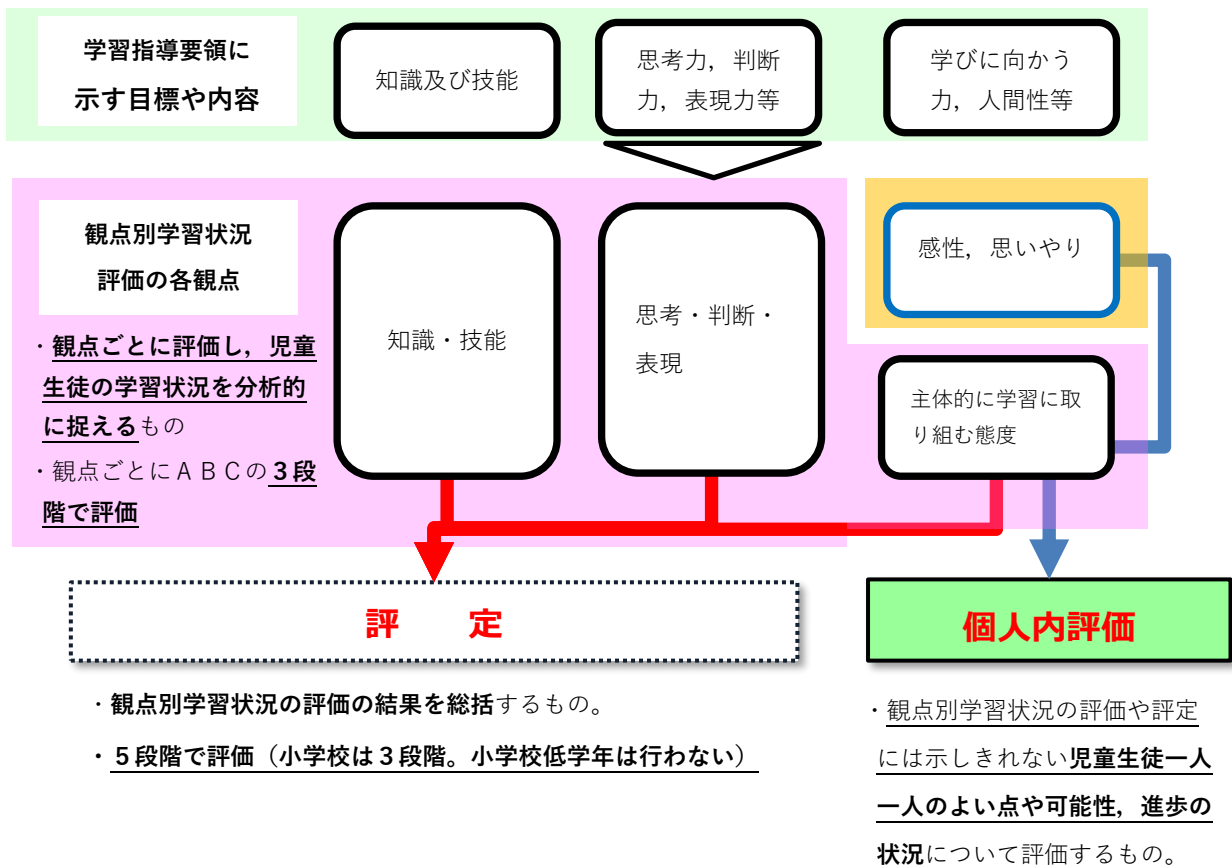 学習指導要領に
示す目標や内容
知識及び技能
思考力，判断
力，表現力等
学びに向かう
力，人間性等
観点別学習状況
評価の各観点
・観点ごとに評価し，児童
生徒の学習状況を分析的
に捉えるもの
・観点ごとにＡＢＣの３段
階で評価
知識・技能
思考・判断・
表現
感性，思いやり
主体的に学習に取
り組む態度
評　定
・観点別学習状況の評価の結果を総括するもの。
・５段階で評価（小学校は３段階。小学校低学年は行わない）
個人内評価
・観点別学習状況の評価や評定
には示しきれない児童生徒一人
一人のよい点や可能性，進歩の
状況について評価するもの。